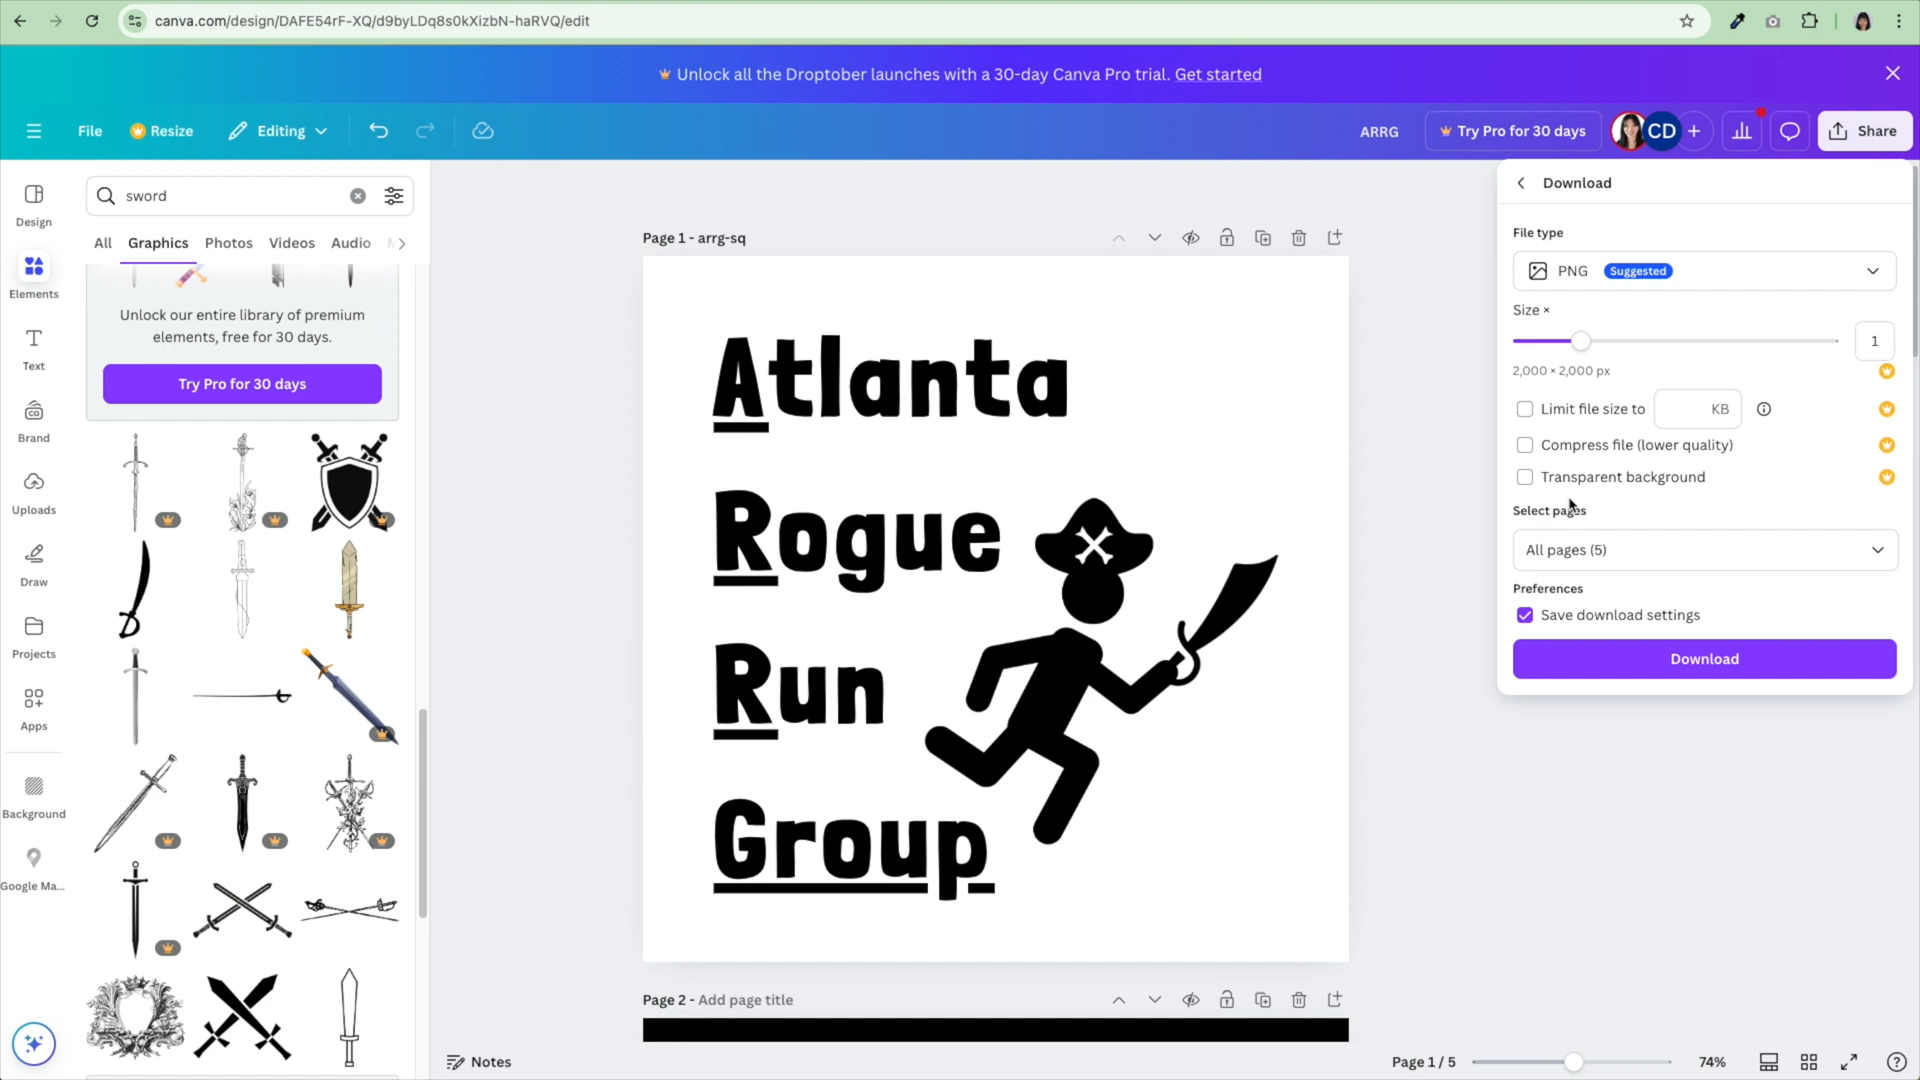 canva.com/design/DAFE54rF-XQ/d9byLDq8s0kXizbN-haRVQ/edit
Unlock all the Droptober launches with a 30-day Canva Pro trial. Get started
File
Resize
Editing
ARRG
Try Pro for 30 days
CD
Share
Design
Elements
Text
Brand
Uploads
Draw
Projects
Apps
Background
Google Ma...
sword
All
Graphics
Photos
Videos
Audio
Unlock our entire library of premium
elements, free for 30 days.
Try Pro for 30 days
Page 1 - arrg-sq
Atlanta
Rogue
Run
Group
Page 2 - Add page title
Download
File type
PNG Suggested
Size ×
1
2,000 × 2,000 px
Limit file size to KB
Compress file (lower quality)
Transparent background
Select pages
All pages (5)
Preferences
Save download settings
Download
Notes
Page 1 / 5
74%